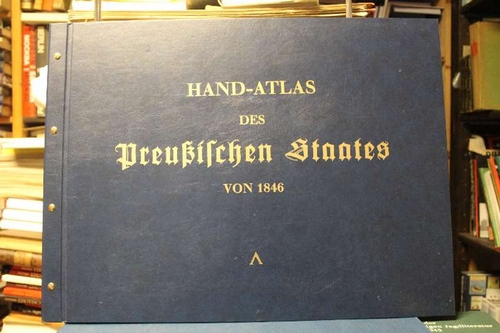 HAND-ATLAS
DES
Preußischen Staates
VON 1846